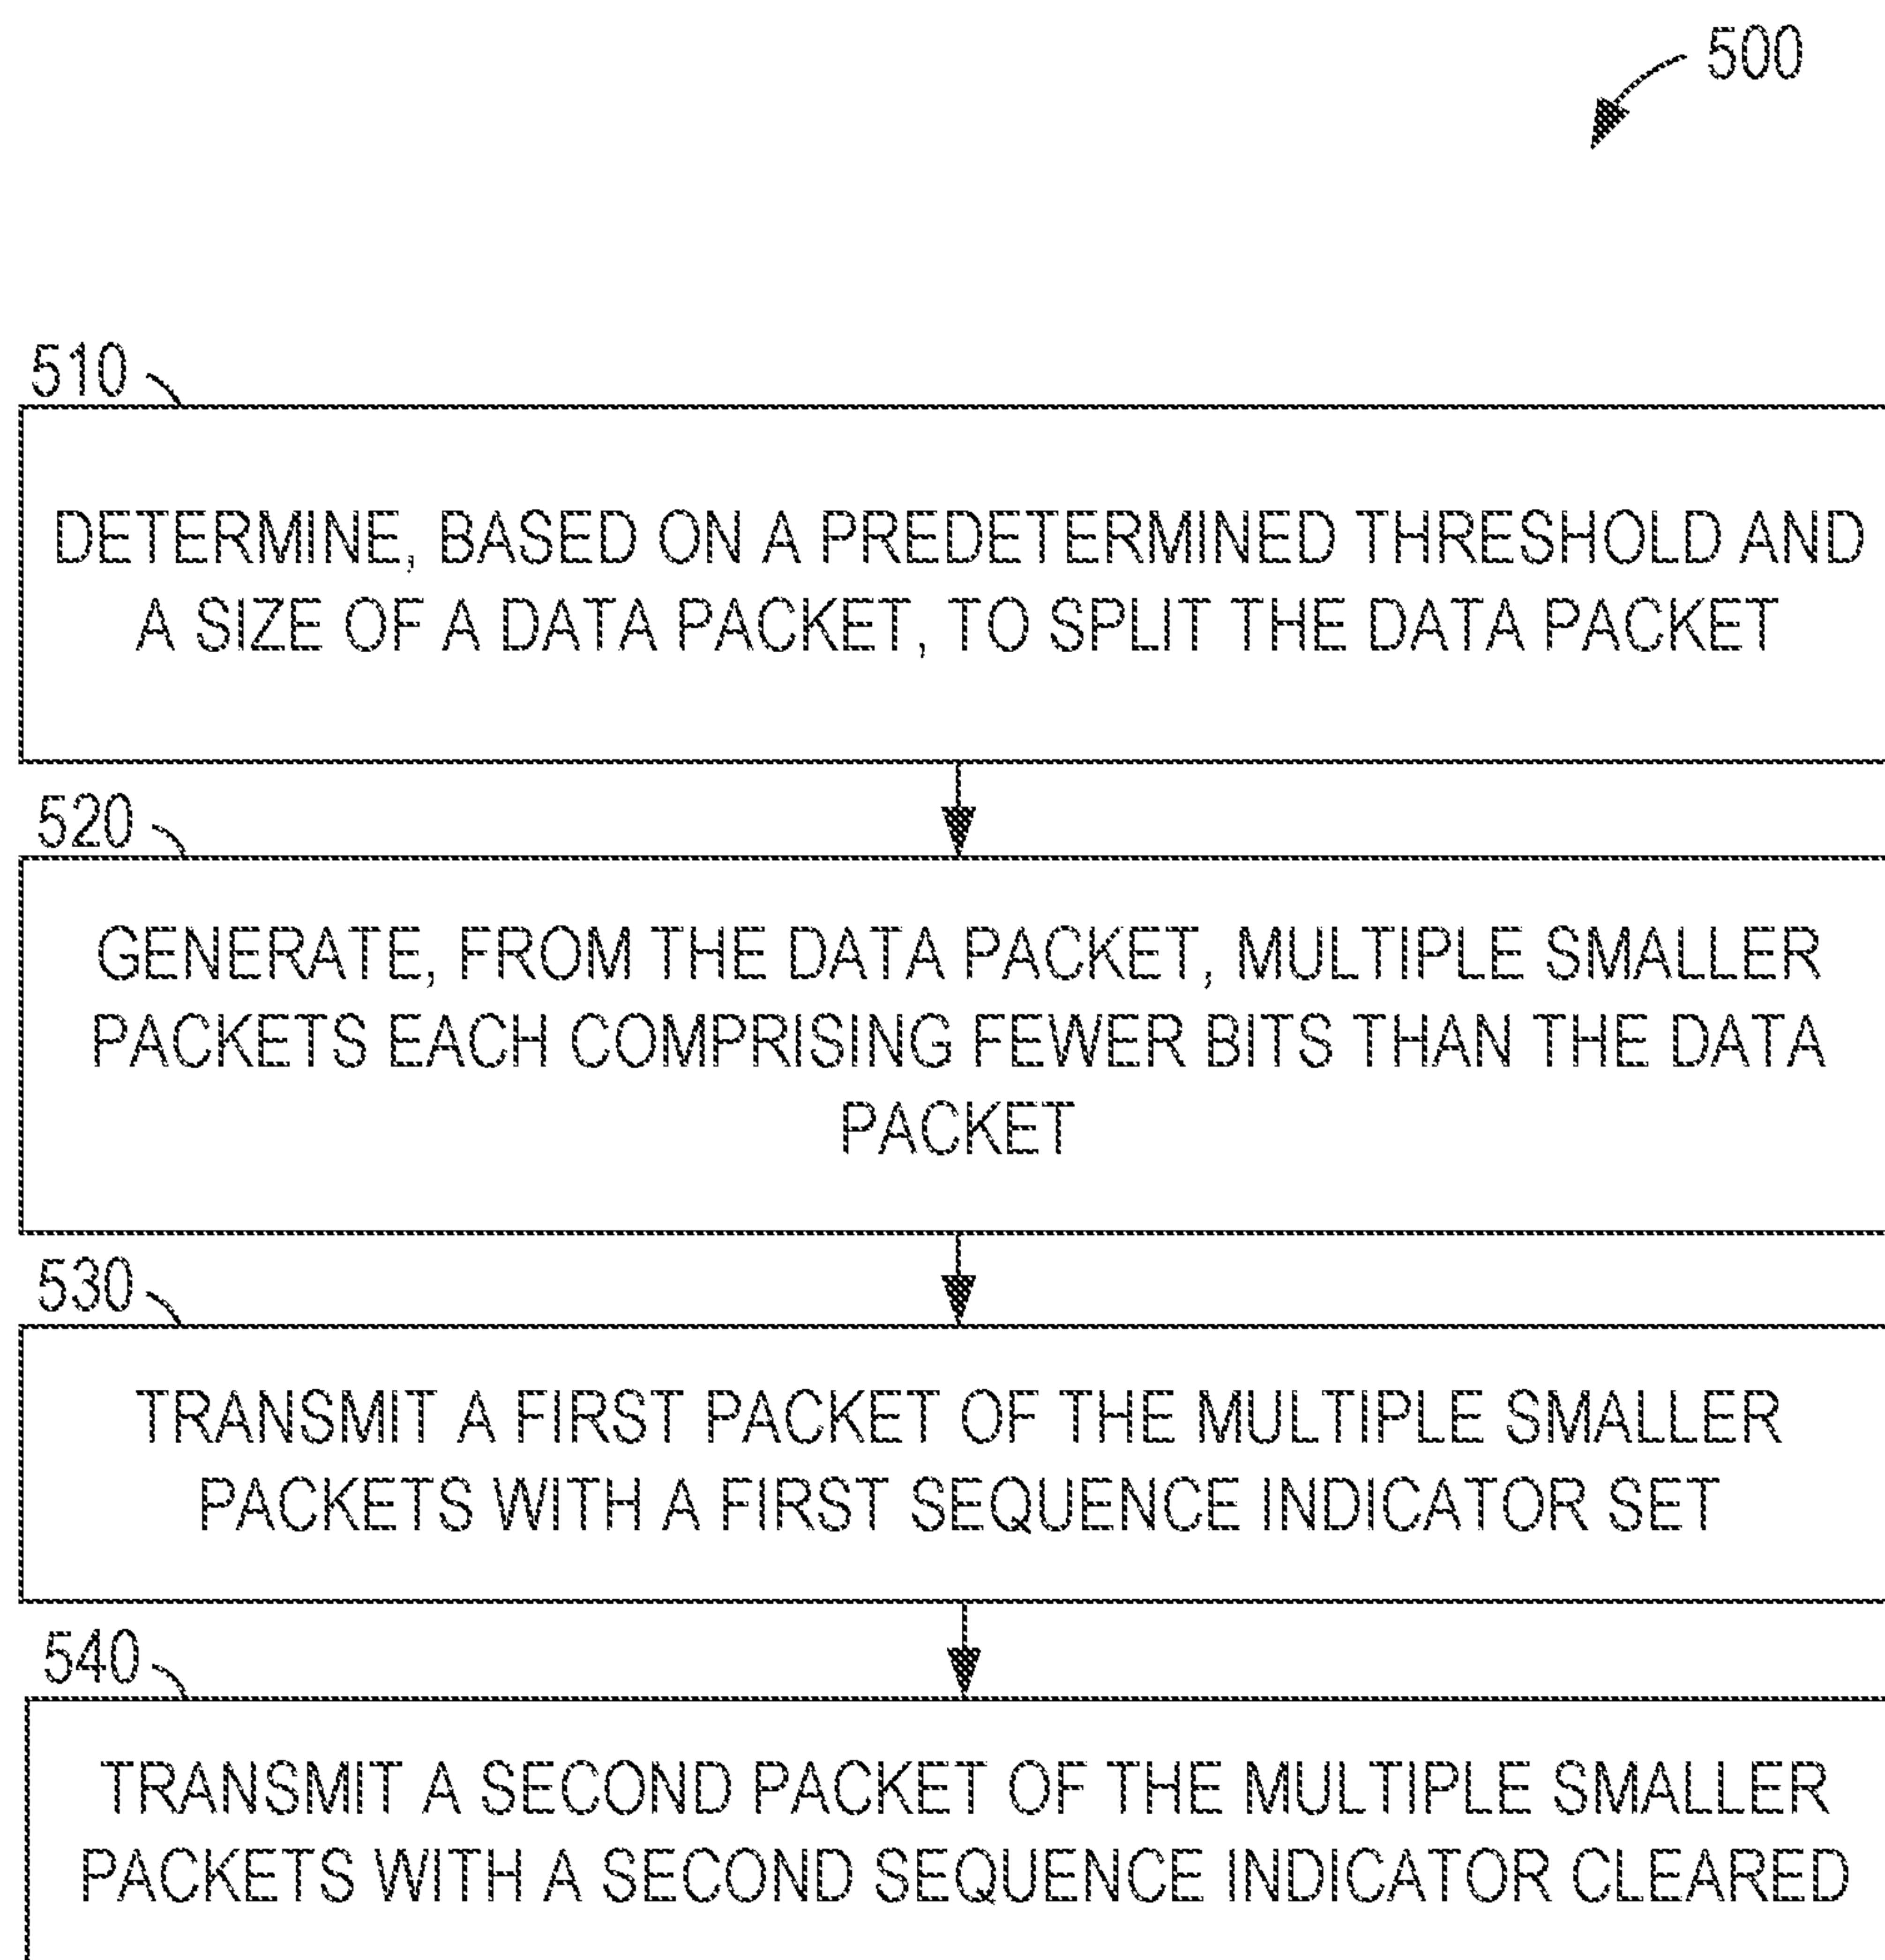 500
510
DETERMINE, BASED ON A PREDETERMINED THRESHOLD AND
A SIZE OF A DATA PACKET, TO SPLIT THE DATA PACKET
520
GENERATE, FROM THE DATA PACKET, MULTIPLE SMALLER
PACKETS EACH COMPRISING FEWER BITS THAN THE DATA
PACKET
530
TRANSMIT A FIRST PACKET OF THE MULTIPLE SMALLER
PACKETS WITH A FIRST SEQUENCE INDICATOR SET
540
TRANSMIT A SECOND PACKET OF THE MULTIPLE SMALLER
PACKETS WITH A SECOND SEQUENCE INDICATOR CLEARED